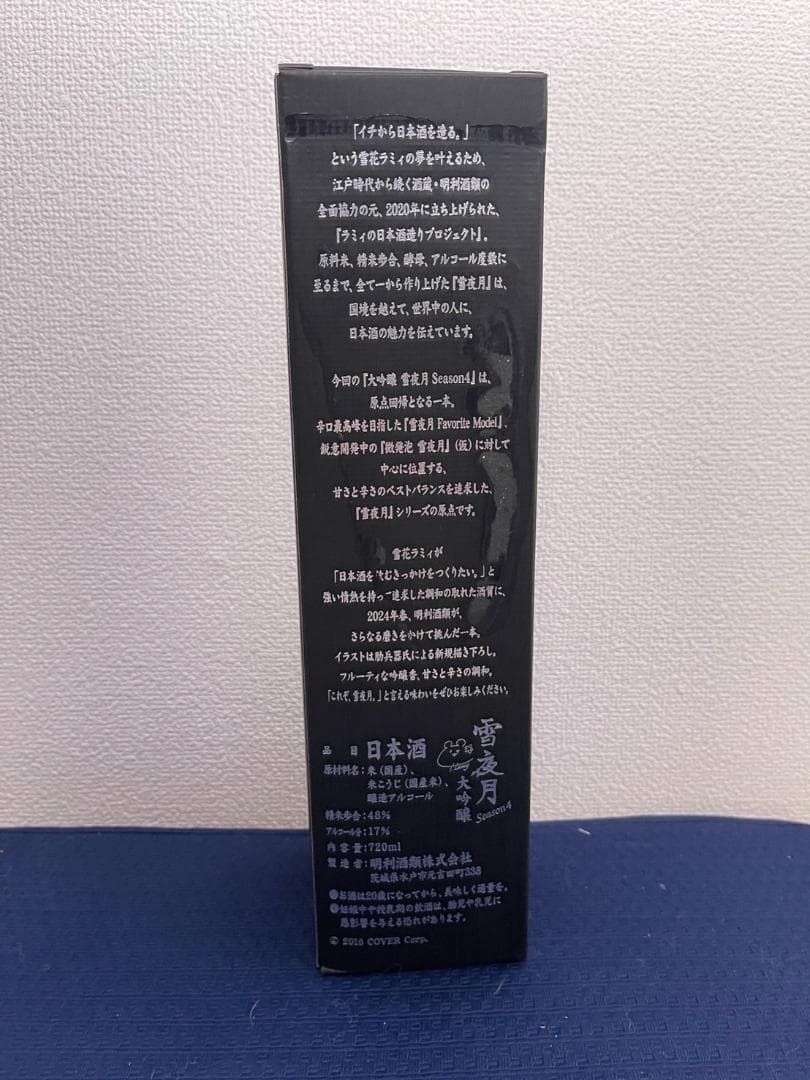 「イチから日本酒を造る。」
という雪花ラミィの夢を叶えるため、
江戸時代から続く酒蔵・明利酒類の
全面協力の元、2020年に立ち上げられた、
『ラミィの日本酒造りプロジェクト』。
原料米、精米歩合、酵母、アルコール度数に
至るまで、全て一から作り上げた『雪夜月』は、
国境を越えて、世界中の人に、
日本酒の魅力を伝えています。
今回の『大吟醸 雪夜月 Season4』は、
原点回帰となる一本。
辛口最高峰を目指した『雪夜月 Favorite Model』、
鋭意開発中の『微発泡 雪夜月』(仮)に対して
中心に位置する、
甘さと辛さのベストバランスを追求した、
『雪夜月』シリーズの原点です。
雪花ラミィが
「日本酒を飲むきっかけをつくりたい。」と
強い情熱を持って追求した調和の取れた酒質に、
2024年春、明利酒類が、
さらなる磨きをかけて挑んだ一本。
イラストは肋兵器氏による新規描き下ろし。
フルーティな吟醸香、甘さと辛さの調和。
「これぞ、雪夜月。」と言える味わいをぜひお楽しみください。
雪夜月
大吟醸
Season4
品 目 日本酒
原材料名:米(国産)、
米こうじ(国産米)、
醸造アルコール
精米歩合:48%
アルコール分:17%
内容量:720ml
製造者:明利酒類株式会社
茨城県水戸市元吉田町338
●お酒は20歳になってから、美味しく適量を。
●妊娠中や授乳期の飲酒は、胎児や乳児に
悪影響を与える恐れがあります。
© 2016 COVER Corp.